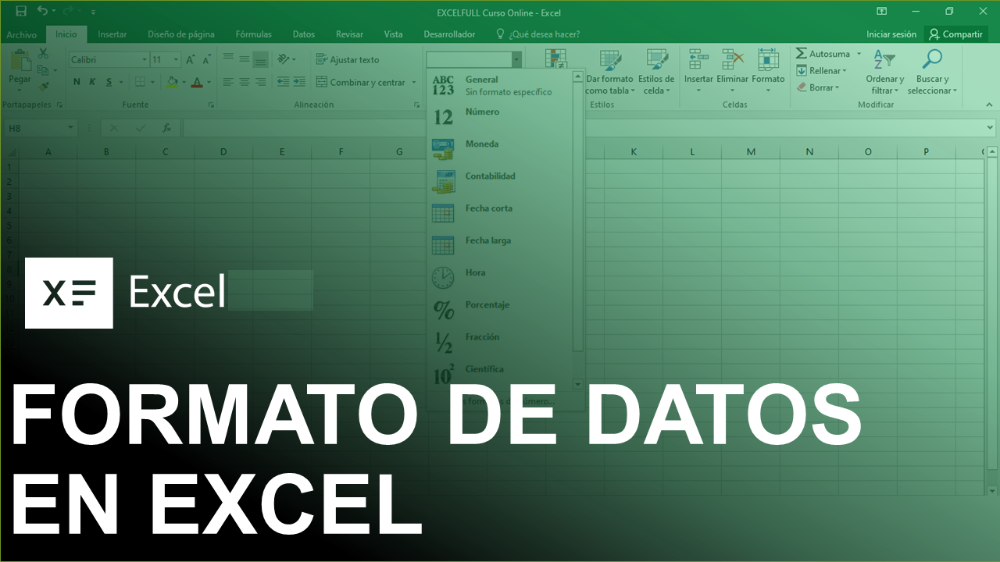 EXCELFULL Curso Online - Excel
Archivo Inicio Insertar Diseño de página Fórmulas Datos Revisar Vista Desarrollador ¿Qué desea hacer? Iniciar sesión Compartir
Calibri 11 Ajustar texto Autosuma
Pegar N K S Combinar y centrar Dar formato como tabla Estilos de celda Insertar Eliminar Formato Rellenar Ordenar y filtrar Buscar y seleccionar
Borrar
Portapapeles Fuente Alineación Estilos Celdas Modificar
H8 fx
A B C D E F G K L M N O P
1
2
3
4
5
6
7
ABC 123 General
Sin formato específico
12 Número
Moneda
Contabilidad
Fecha corta
Fecha larga
Hora
% Porcentaje
1/2 Fracción
10² Científica
XF Excel
FORMATO DE DATOS
EN EXCEL